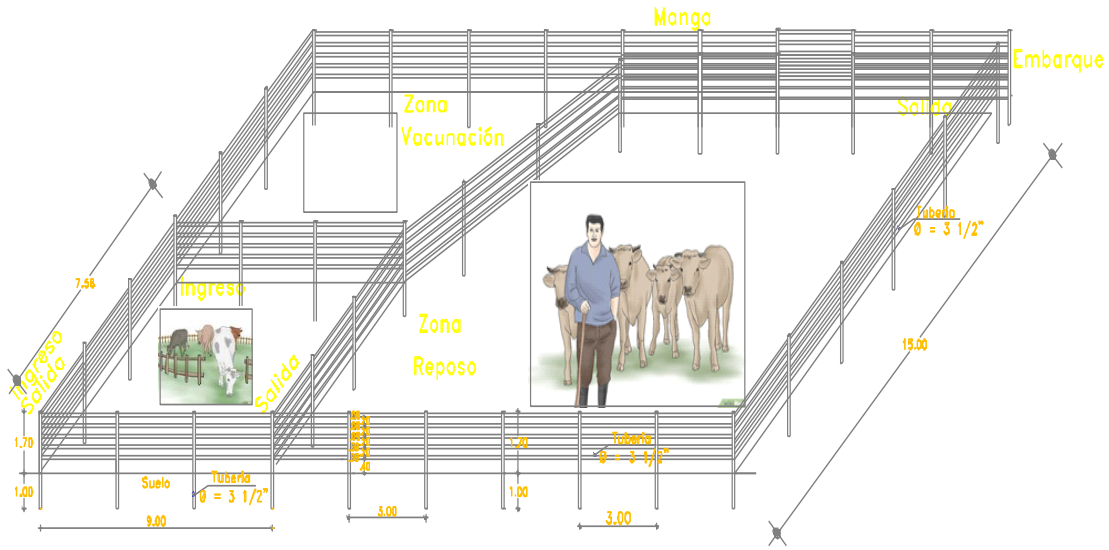 Manga
Embarque
Zona
Vacunación
Salida
Tubería
Ø = 3 1/2"
7.58
Ingreso
Zona
Reposo
15.00
Ingreso
Salida
Salida
1.70
1.70
Tubería
Ø = 3 1/2"
40
Suelo
Tubería
Ø = 3 1/2"
1.00
1.00
9.00
3.00
3.00